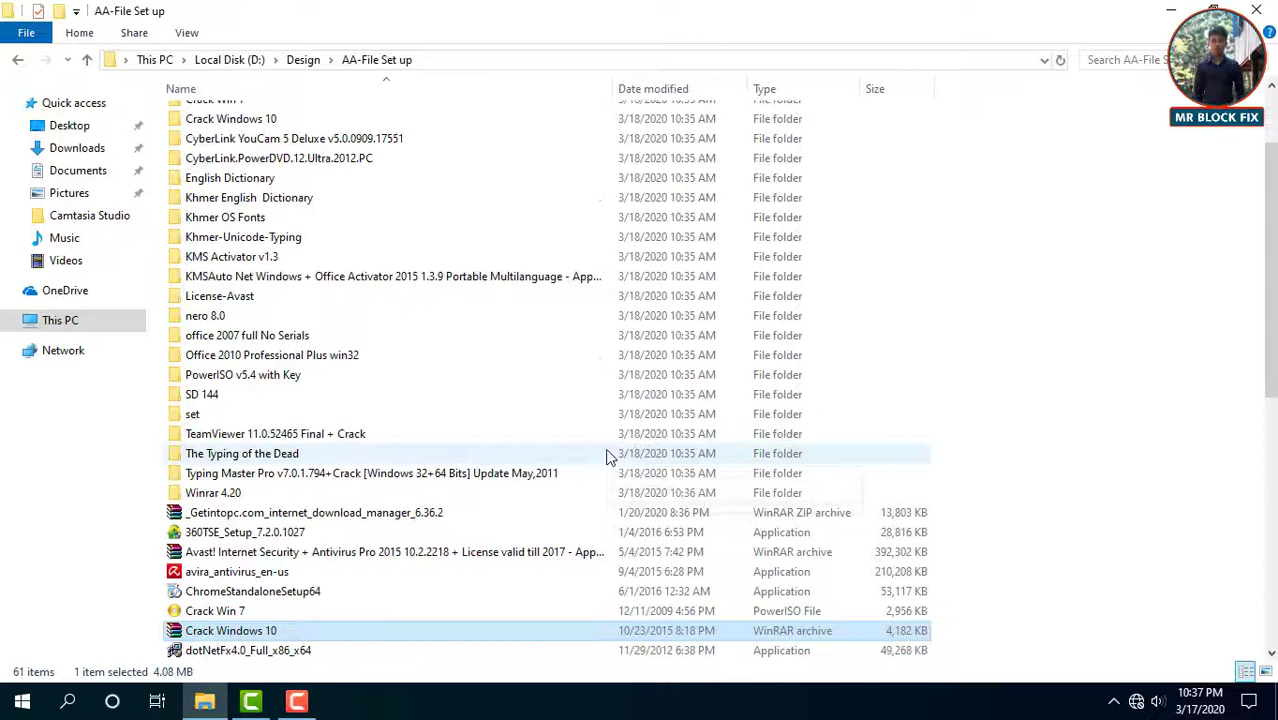 AA-File Set up
File Home Share View
This PC Local Disk (D:) Design AA-File Set up Search AA-File
MR BLOCK FIX
Name Date modified Type Size
Crack Win 7 3/18/2020 10:35 AM File folder
Crack Windows 10 3/18/2020 10:35 AM File folder
CyberLink YouCam 5 Deluxe v5.0.0909.17551 3/18/2020 10:35 AM File folder
CyberLink.PowerDVD.12.Ultra.2012.PC 3/18/2020 10:35 AM File folder
English Dictionary 3/18/2020 10:35 AM File folder
Khmer English Dictionary 3/18/2020 10:35 AM File folder
Khmer OS Fonts 3/18/2020 10:35 AM File folder
Khmer-Unicode-Typing 3/18/2020 10:35 AM File folder
KMS Activator v1.3 3/18/2020 10:35 AM File folder
KMSAuto Net Windows + Office Activator 2015 1.3.9 Portable Multilanguage - App... 3/18/2020 10:35 AM File folder
License-Avast 3/18/2020 10:35 AM File folder
nero 8.0 3/18/2020 10:35 AM File folder
office 2007 full No Serials 3/18/2020 10:35 AM File folder
Office 2010 Professional Plus win32 3/18/2020 10:35 AM File folder
PowerISO v5.4 with Key 3/18/2020 10:35 AM File folder
SD 144 3/18/2020 10:35 AM File folder
set 3/18/2020 10:35 AM File folder
TeamViewer 11.0.52465 Final + Crack 3/18/2020 10:35 AM File folder
The Typing of the Dead 3/18/2020 10:35 AM File folder
Typing Master Pro v7.0.1.794+Crack [Windows 32+64 Bits] Update May,2011 3/18/2020 10:36 AM File folder
Winrar 4.20 3/18/2020 10:36 AM File folder
_Getintopc.com_internet_download_manager_6.36.2 1/20/2020 8:36 PM WinRAR ZIP archive 13,803 KB
360TSE_Setup_7.2.0.1027 1/4/2016 6:53 PM Application 28,816 KB
Avast! Internet Security + Antivirus Pro 2015 10.2.2218 + License valid till 2017 - App... 5/4/2015 7:42 PM WinRAR archive 392,302 KB
avira_antivirus_en-us 9/4/2015 6:28 PM Application 210,208 KB
ChromeStandaloneSetup64 6/1/2016 12:32 AM Application 53,117 KB
Crack Win 7 12/11/2009 4:56 PM PowerISO File 2,956 KB
Crack Windows 10 10/23/2015 8:18 PM WinRAR archive 4,182 KB
dotNetFx4.0_Full_x86_x64 11/29/2012 6:38 PM Application 49,268 KB
Quick access
Desktop
Downloads
Documents
Pictures
Camtasia Studio
Music
Videos
OneDrive
This PC
Network
61 items 1 item selected 4.08 MB
10:37 PM
3/17/2020